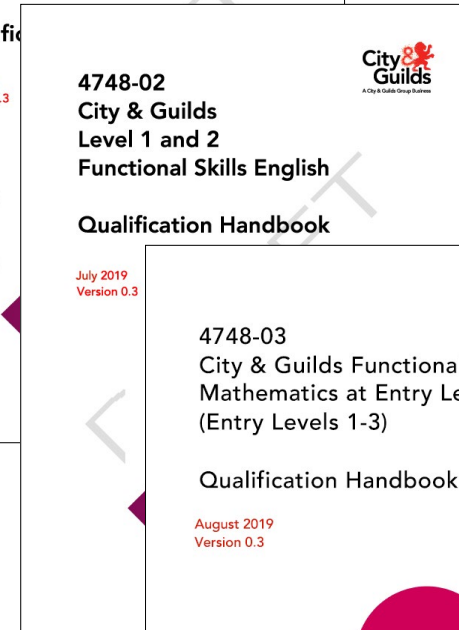 City&
Guilds
A City & Guilds Group Business
4748-02
City & Guilds
Level 1 and 2
Functional Skills English
Qualification Handbook
July 2019
Version 0.3
4748-03
City & Guilds Functiona
Mathematics at Entry Le
(Entry Levels 1-3)
Qualification Handbook
August 2019
Version 0.3